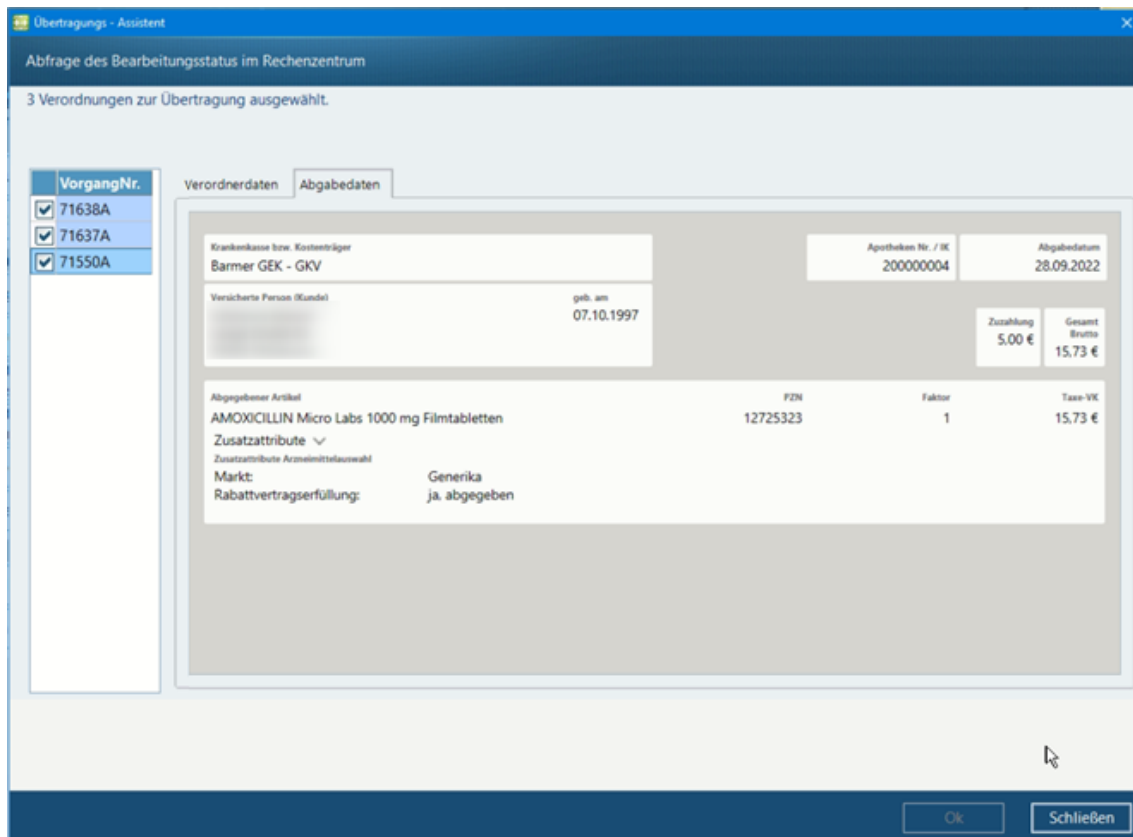 Übertragungs - Assistent
Abfrage des Bearbeitungsstatus im Rechenzentrum
3 Verordnungen zur Übertragung ausgewählt.
VorgangNr.
71638A
71637A
71550A
Verordnerdaten
Abgabedaten
Krankenkasse bzw. Kostenträger
Barmer GEK - GKV
Apotheken Nr. / IK
200000004
Abgabedatum
28.09.2022
Versicherte Person (Kunde)
geb. am
07.10.1997
Zuzahlung
5,00 €
Gesamt
Brutto
15,73 €
Abgegebener Artikel PZN Faktor Taxe-VK
AMOXICILLIN Micro Labs 1000 mg Filmtabletten 12725323 1 15,73 €
Zusatzattribute
Zusatzattribute Arzneimittelauswahl
Markt: Generika
Rabattvertragserfüllung: ja, abgegeben
Ok
Schließen